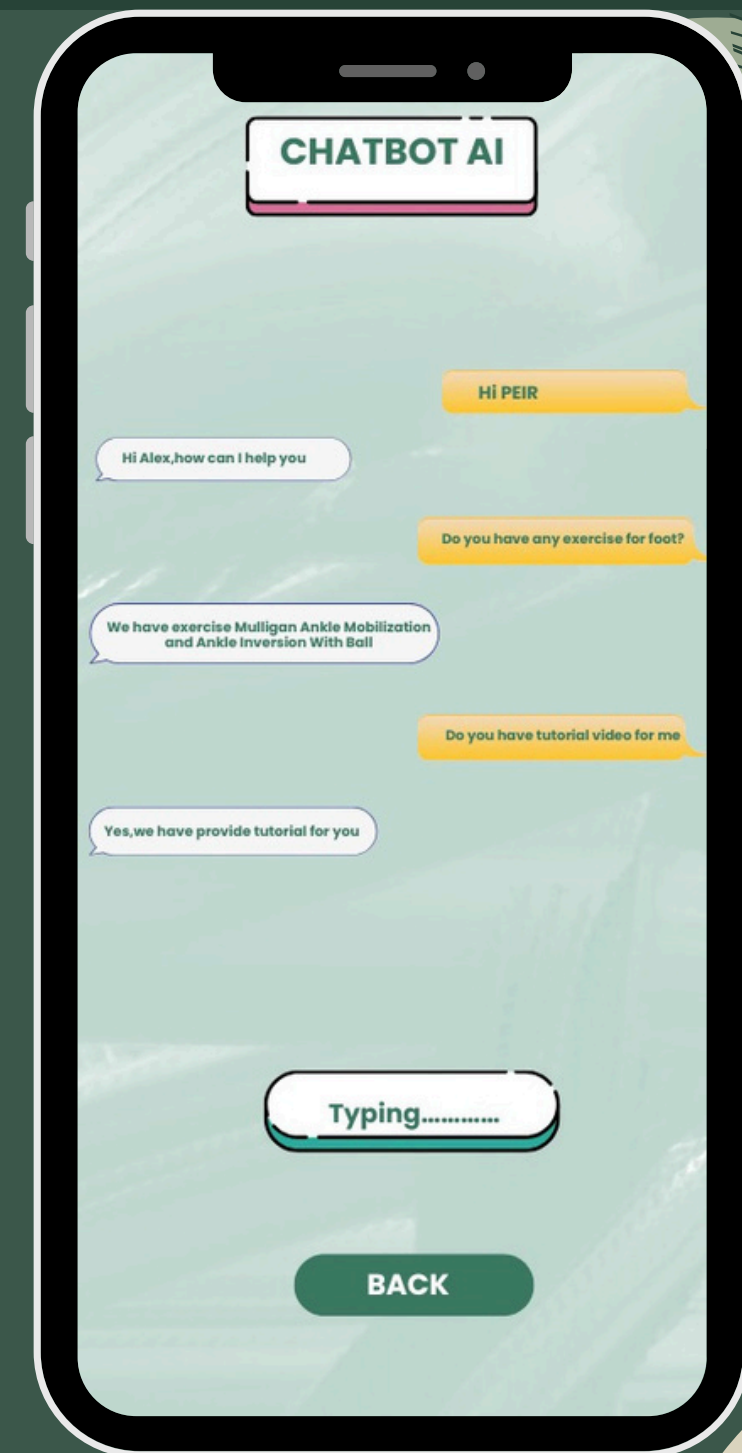 CHATBOT AI
Hi PEIR
Hi Alex,how can I help you
Do you have any exercise for foot?
We have exercise Mulligan Ankle Mobilization
and Ankle Inversion With Ball
Do you have tutorial video for me
Yes,we have provide tutorial for you
Typing............
BACK